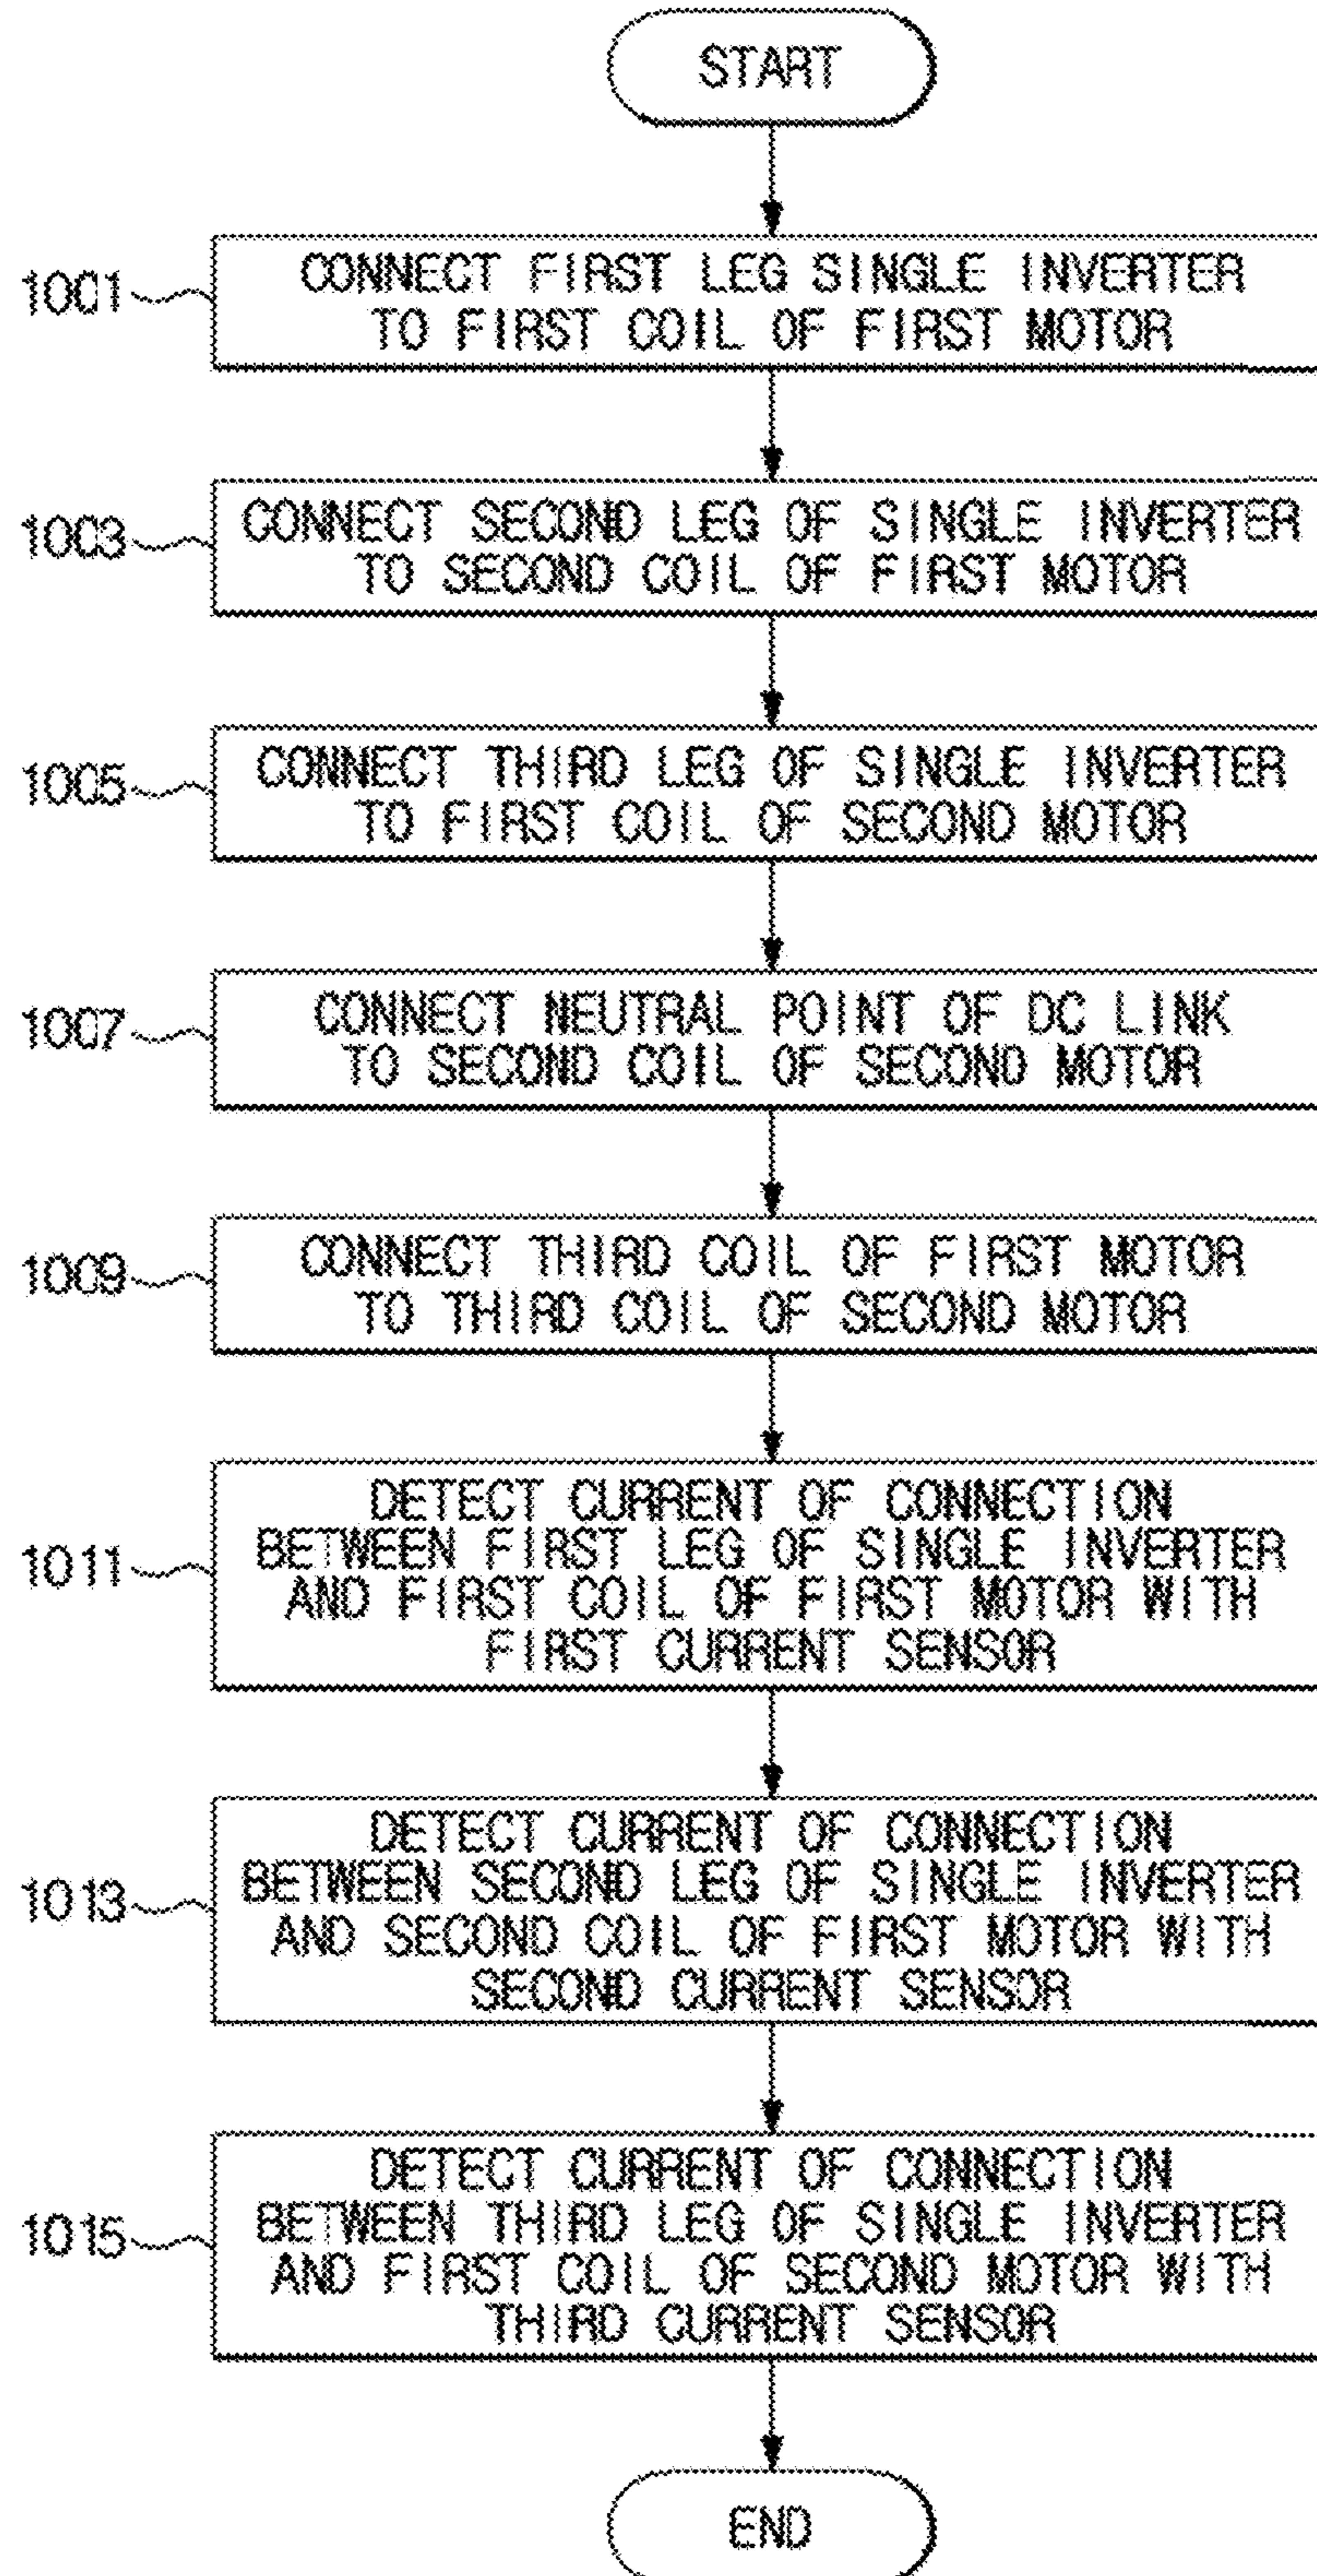 START
1001
CONNECT FIRST LEG SINGLE INVERTER
TO FIRST COIL OF FIRST MOTOR
1003
CONNECT SECOND LEG OF SINGLE INVERTER
TO SECOND COIL OF FIRST MOTOR
1005
CONNECT THIRD LEG OF SINGLE INVERTER
TO FIRST COIL OF SECOND MOTOR
1007
CONNECT NEUTRAL POINT OF DC LINK
TO SECOND COIL OF SECOND MOTOR
1009
CONNECT THIRD COIL OF FIRST MOTOR
TO THIRD COIL OF SECOND MOTOR
1011
DETECT CURRENT OF CONNECTION
BETWEEN FIRST LEG OF SINGLE INVERTER
AND FIRST COIL OF FIRST MOTOR WITH
FIRST CURRENT SENSOR
1013
DETECT CURRENT OF CONNECTION
BETWEEN SECOND LEG OF SINGLE INVERTER
AND SECOND COIL OF FIRST MOTOR WITH
SECOND CURRENT SENSOR
1015
DETECT CURRENT OF CONNECTION
BETWEEN THIRD LEG OF SINGLE INVERTER
AND FIRST COIL OF SECOND MOTOR WITH
THIRD CURRENT SENSOR
END